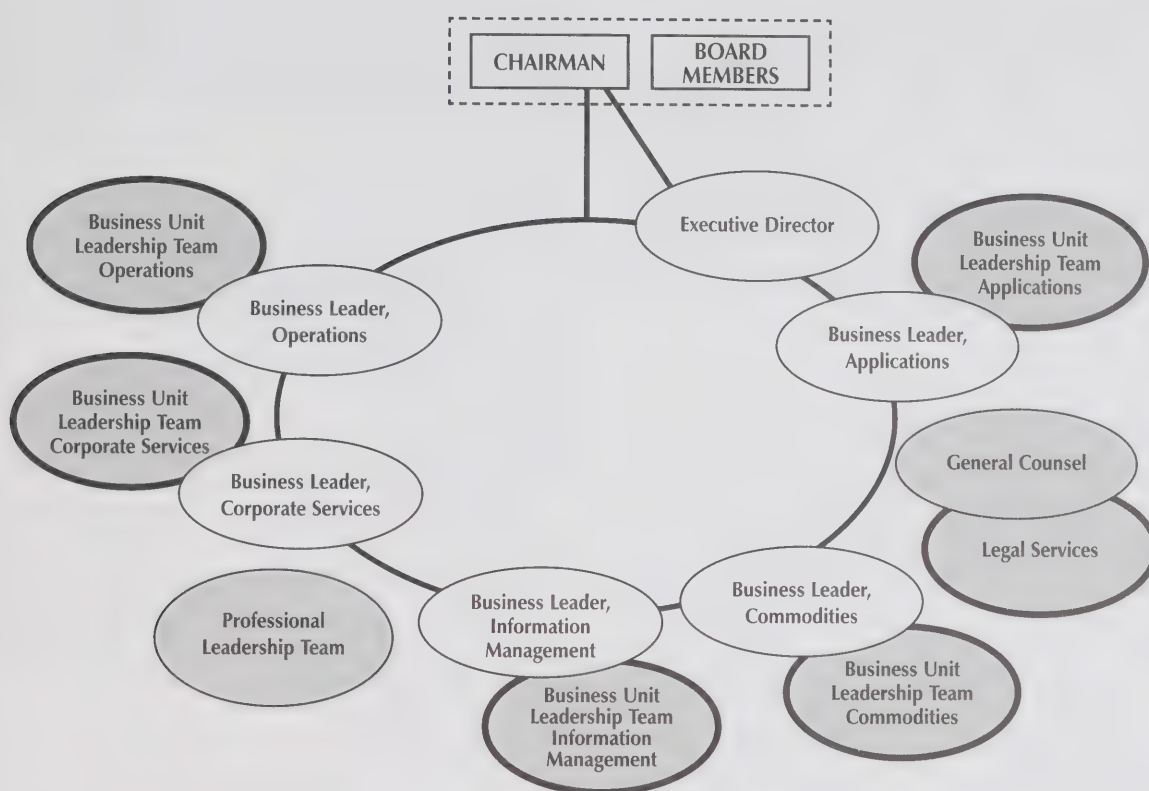 CHAIRMAN
BOARD
MEMBERS
Executive Director
Business Unit
Leadership Team
Operations
Business Unit
Leadership Team
Applications
Business Leader,
Operations
Business Leader,
Applications
Business Unit
Leadership Team
Corporate Services
General Counsel
Business Leader,
Corporate Services
Legal Services
Business Leader,
Information
Management
Business Leader,
Commodities
Professional
Leadership Team
Business Unit
Leadership Team
Commodities
Business Unit
Leadership Team
Information
Management